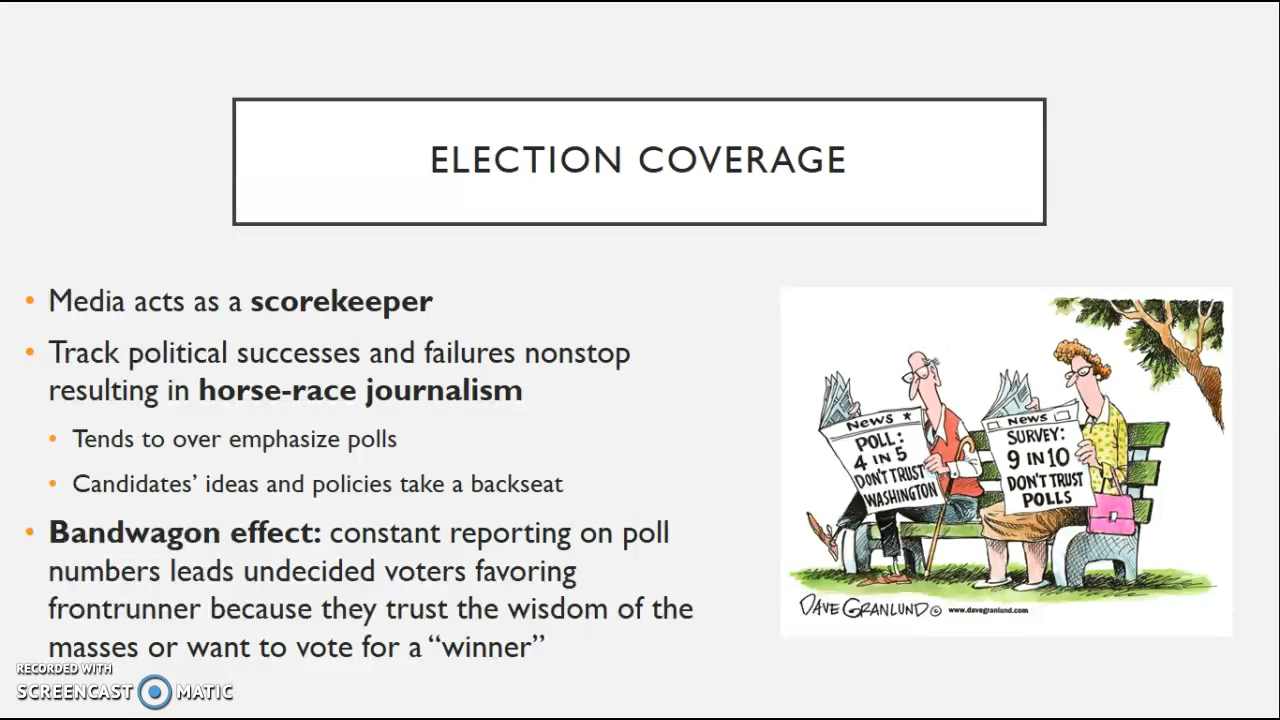 ELECTION COVERAGE
• Media acts as a scorekeeper
• Track political successes and failures nonstop
resulting in horse-race journalism
• Tends to over emphasize polls
• Candidates’ ideas and policies take a backseat
• Bandwagon effect: constant reporting on poll
numbers leads undecided voters favoring
frontrunner because they trust the wisdom of the
masses or want to vote for a “winner”
NEWS ★
POLL:
4 IN 5
DON'T TRUST
WASHINGTON
NEWS
SURVEY:
9 IN 10
DON'T TRUST
POLLS
DAVE GRANLUND © www.davegranlund.com
RECORDED WITH
SCREENCAST MATIC